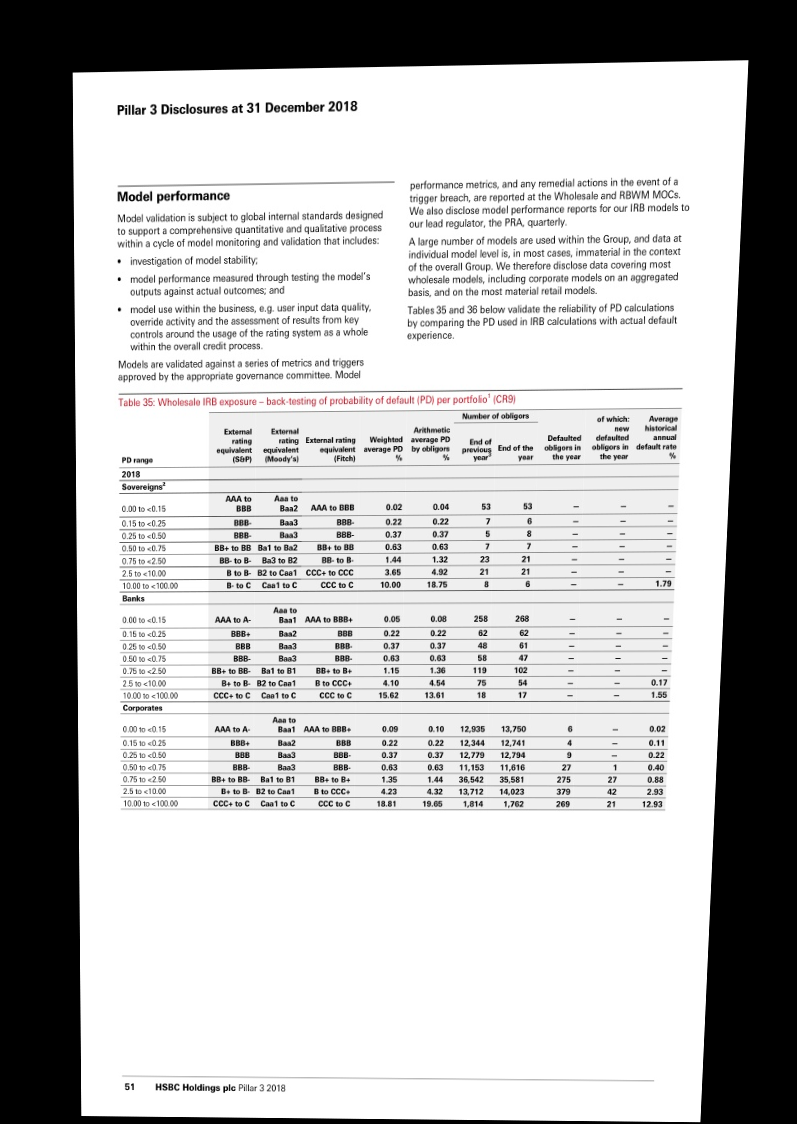 Pillar 3 Disclosures at 31 December 2018
Model performance
Model validation is subject to global internal standards designed
to support a comprehensive quantitative and qualitative process
within a cycle of model monitoring and validation that includes:
• investigation of model stability;
• model performance measured through testing the model's
outputs against actual outcomes; and
• model use within the business, e.g. user input data quality,
override activity and the assessment of results from key
controls around the usage of the rating system as a whole
within the overall credit process.
Models are validated against a series of metrics and triggers
approved by the appropriate governance committee. Model
performance metrics, and any remedial actions in the event of a
trigger breach, are reported at the Wholesale and RBWM MOCs.
We also disclose model performance reports for our IRB models to
our lead regulator, the PRA, quarterly.
A large number of models are used within the Group, and data at
individual model level is, in most cases, immaterial in the context
of the overall Group. We therefore disclose data covering most
wholesale models, including corporate models on an aggregated
basis, and on the most material retail models.
Tables 35 and 36 below validate the reliability of PD calculations
by comparing the PD used in IRB calculations with actual default
experience.
Table 35: Wholesale IRB exposure – back-testing of probability of default (PD) per portfolio1 (CR9)
PD range
External
rating
equivalent
(S&P)
External
rating
equivalent
(Moody's)
External rating
equivalent
(Fitch)
Weighted
average PD
%
Arithmetic
average PD
by obligors
%
Number of obligors
End of
previous
year3
End of the
year
Defaulted
obligors in
the year
of which:
new
defaulted
obligors in
the year
Average
historical
annual
default rate
%
2018
Sovereigns2
0.00 to <0.15 AAA to BBB Aaa to Baa2 AAA to BBB 0.02 0.04 53 53 – – –
0.15 to <0.25 BBB- Baa3 BBB- 0.22 0.22 7 6 – – –
0.25 to <0.50 BBB- Baa3 BBB- 0.37 0.37 5 8 – – –
0.50 to <0.75 BB+ to BB Ba1 to Ba2 BB+ to BB 0.63 0.63 7 7 – – –
0.75 to <2.50 BB- to B- Ba3 to B2 BB- to B- 1.44 1.32 23 21 – – –
2.5 to <10.00 B to B- B2 to Caa1 CCC+ to CCC 3.65 4.92 21 21 – – –
10.00 to <100.00 B- to C Caa1 to C CCC to C 10.00 18.75 8 6 – – 1.79
Banks
0.00 to <0.15 AAA to A- Aaa to Baa1 AAA to BBB+ 0.05 0.08 258 268 – – –
0.15 to <0.25 BBB+ Baa2 BBB 0.22 0.22 62 62 – – –
0.25 to <0.50 BBB Baa3 BBB- 0.37 0.37 48 61 – – –
0.50 to <0.75 BBB- Baa3 BBB- 0.63 0.63 58 47 – – –
0.75 to <2.50 BB+ to BB- Ba1 to B1 BB+ to B+ 1.15 1.36 119 102 – – –
2.5 to <10.00 B+ to B- B2 to Caa1 B to CCC+ 4.10 4.54 75 54 – – 0.17
10.00 to <100.00 CCC+ to C Caa1 to C CCC to C 15.62 13.61 18 17 – – 1.55
Corporates
0.00 to <0.15 AAA to A- Aaa to Baa1 AAA to BBB+ 0.09 0.10 12,935 13,750 6 – 0.02
0.15 to <0.25 BBB+ Baa2 BBB 0.22 0.22 12,344 12,741 4 – 0.11
0.25 to <0.50 BBB Baa3 BBB- 0.37 0.37 12,779 12,794 9 – 0.22
0.50 to <0.75 BBB- Baa3 BBB- 0.63 0.63 11,153 11,616 27 1 0.40
0.75 to <2.50 BB+ to BB- Ba1 to B1 BB+ to B+ 1.35 1.44 36,542 35,581 275 27 0.88
2.5 to <10.00 B+ to B- B2 to Caa1 B to CCC+ 4.23 4.32 13,712 14,023 379 42 2.93
10.00 to <100.00 CCC+ to C Caa1 to C CCC to C 18.81 19.65 1,814 1,762 269 21 12.93
51 HSBC Holdings plc Pillar 3 2018